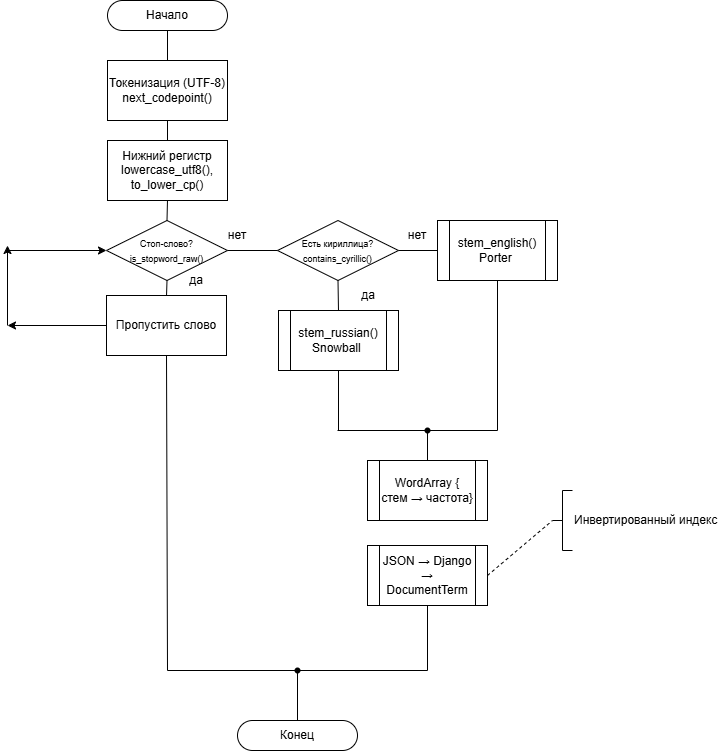 Начало
Токенизация (UTF-8)
next_codepoint()
Нижний регистр
lowercase_utf8(),
to_lower_cp()
Стоп-слово?
is_stopword_raw()
нет
да
Есть кириллица?
contains_cyrillic()
нет
да
stem_english()
Porter
Пропустить слово
stem_russian()
Snowball
WordArray {
стем → частота}
JSON → Django
→
DocumentTerm
Инвертированный индекс
Конец